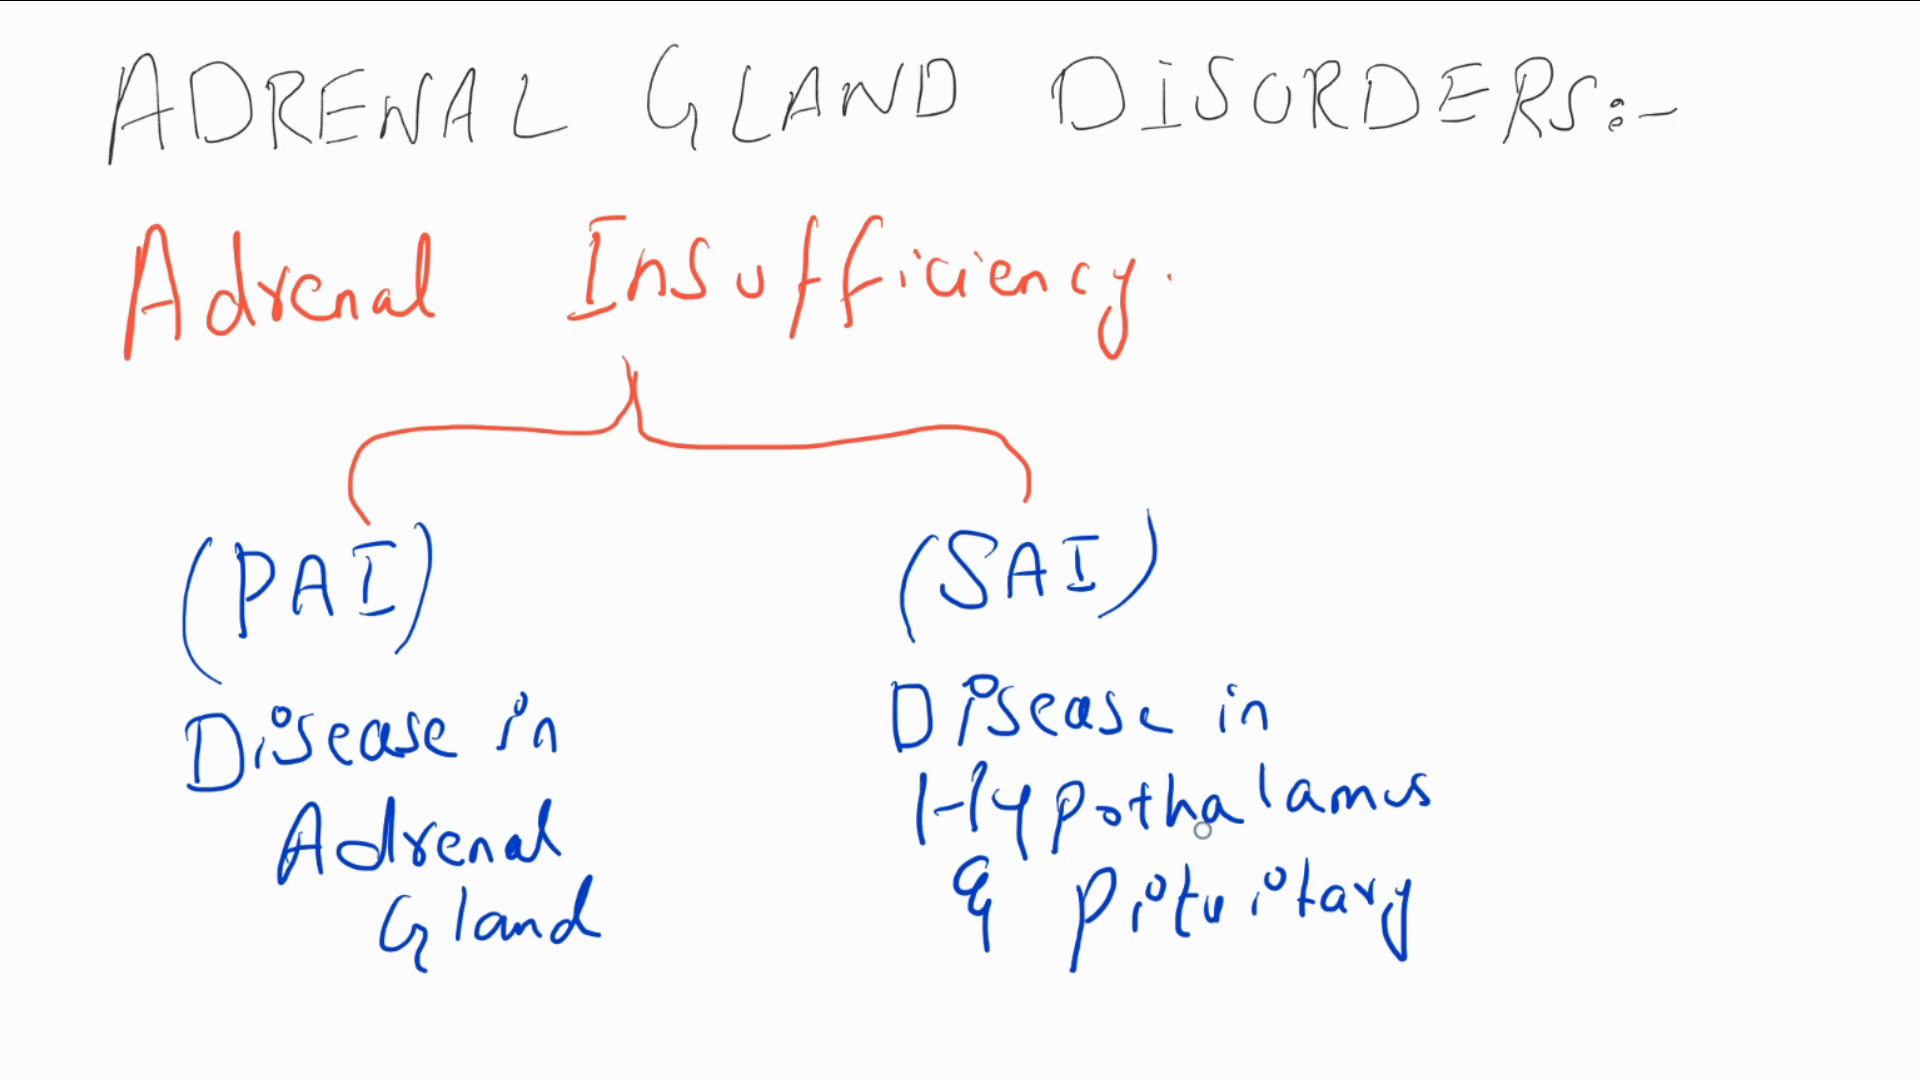 ADRENAL GLAND DISORDERS:-
Adrenal Insufficiency.
(PAI)
(SAI)
Disease in
Adrenal
Gland
Disease in
Hypothalamus
& Pituitary